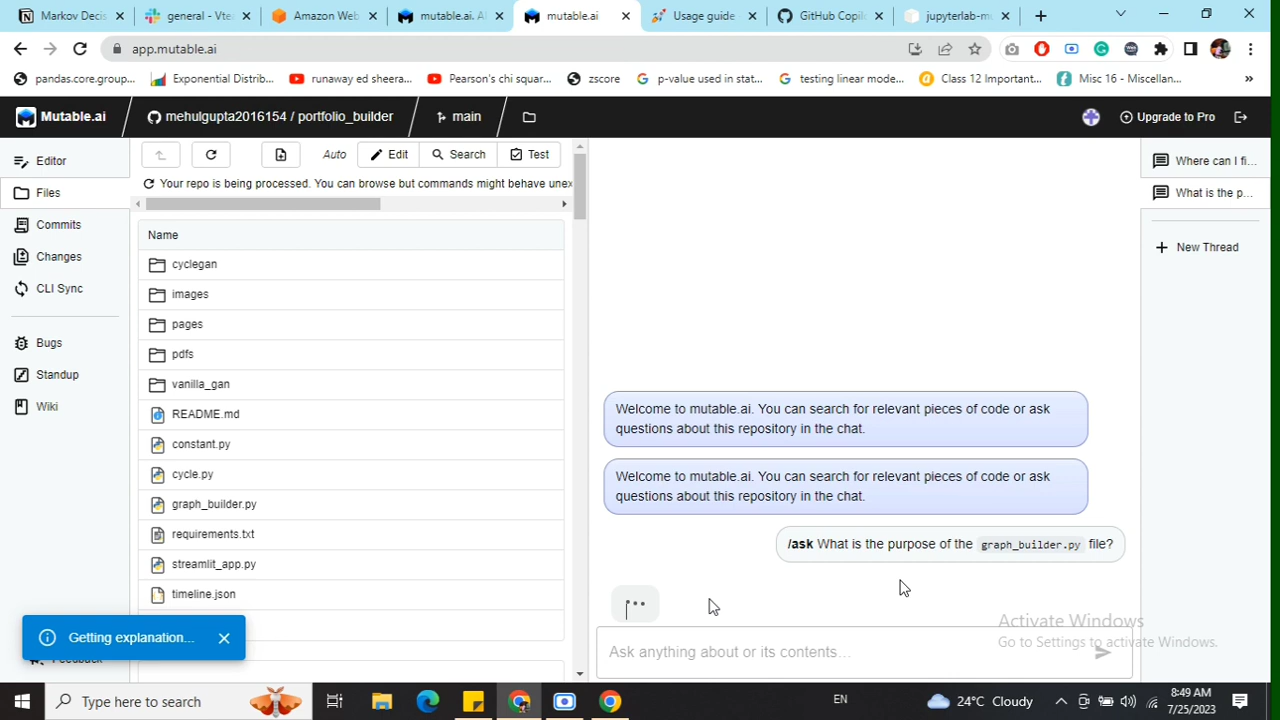 Markov Decis
general - Vte
Amazon Web
mutable.ai. Al
mutable.ai
Usage guide
GitHub Copil
jupyterlab-m
app.mutable.ai
pandas.core.group...
Exponential Distrib...
runaway ed sheera...
Pearson's chi squar...
zscore
p-value used in stat...
testing linear mode...
Class 12 Important...
Misc 16 - Miscellan...
»
Mutable.ai
mehulgupta2016154 / portfolio_builder
main
Upgrade to Pro
Editor
Files
Commits
Changes
CLI Sync
Bugs
Standup
Wiki
Auto
Edit
Search
Test
Your repo is being processed. You can browse but commands might behave unex
Name
cyclegan
images
pages
pdfs
vanilla_gan
README.md
constant.py
cycle.py
graph_builder.py
requirements.txt
streamlit_app.py
timeline.json
Getting explanation...
Feedback
Welcome to mutable.ai. You can search for relevant pieces of code or ask
questions about this repository in the chat.
Welcome to mutable.ai. You can search for relevant pieces of code or ask
questions about this repository in the chat.
/ask What is the purpose of the graph_builder.py file?
Ask anything about or its contents...
Where can I fi...
What is the p...
New Thread
Activate Windows
Go to Settings to activate Windows.
Type here to search
EN
24°C Cloudy
8:49 AM
7/25/2023